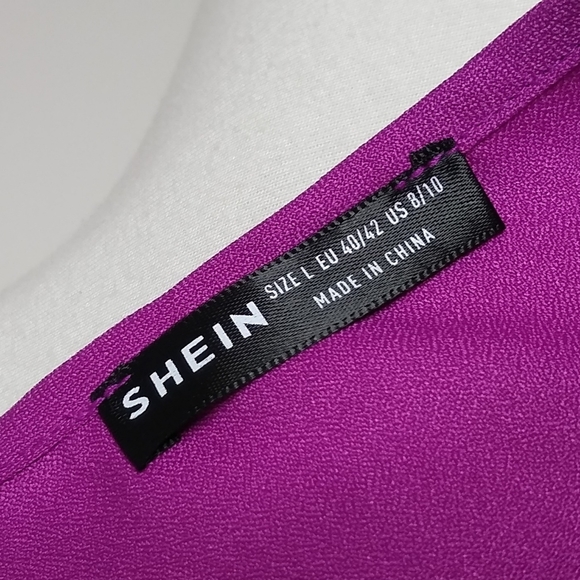 SHEIN
SIZE L EU 40/42 US 8/10
MADE IN CHINA